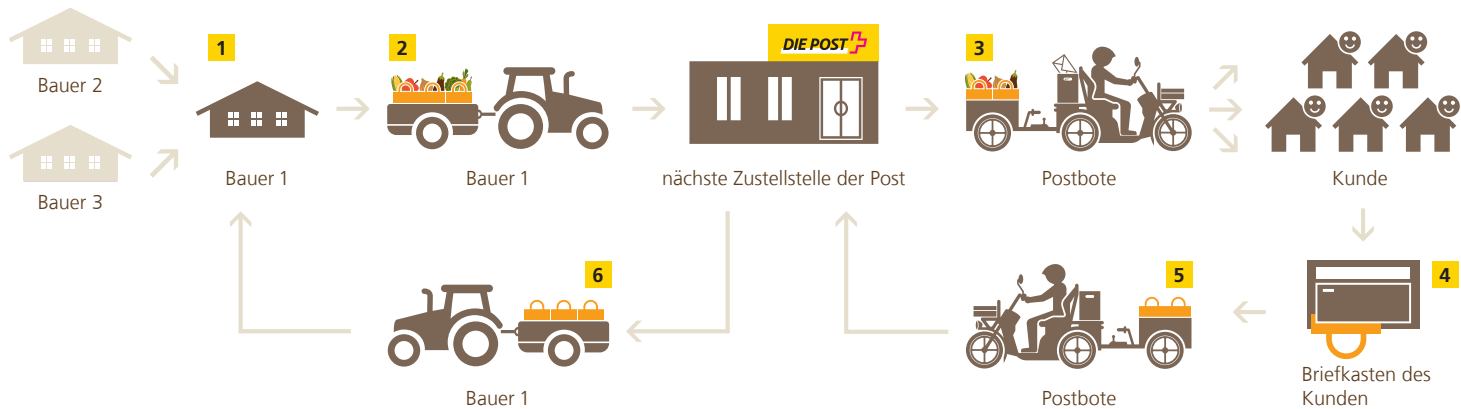 Bauer 2
Bauer 3
1
Bauer 1
2
Bauer 1
DIE POST
nächste Zustellstelle der Post
3
Postbote
Kunde
4
Briefkasten des
Kunden
5
Postbote
6
Bauer 1